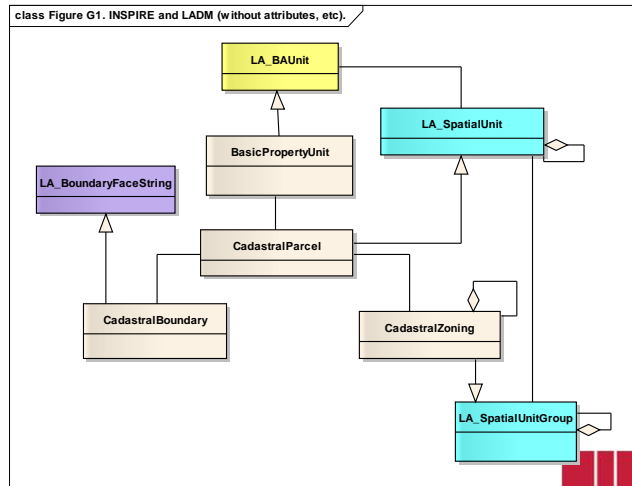 class Figure G1. INSPIRE and LADM (without attributes, etc).
LA_BAUnit
LA_SpatialUnit
BasicPropertyUnit
LA_BoundaryFaceString
CadastralParcel
CadastralBoundary
CadastralZoning
LA_SpatialUnitGroup